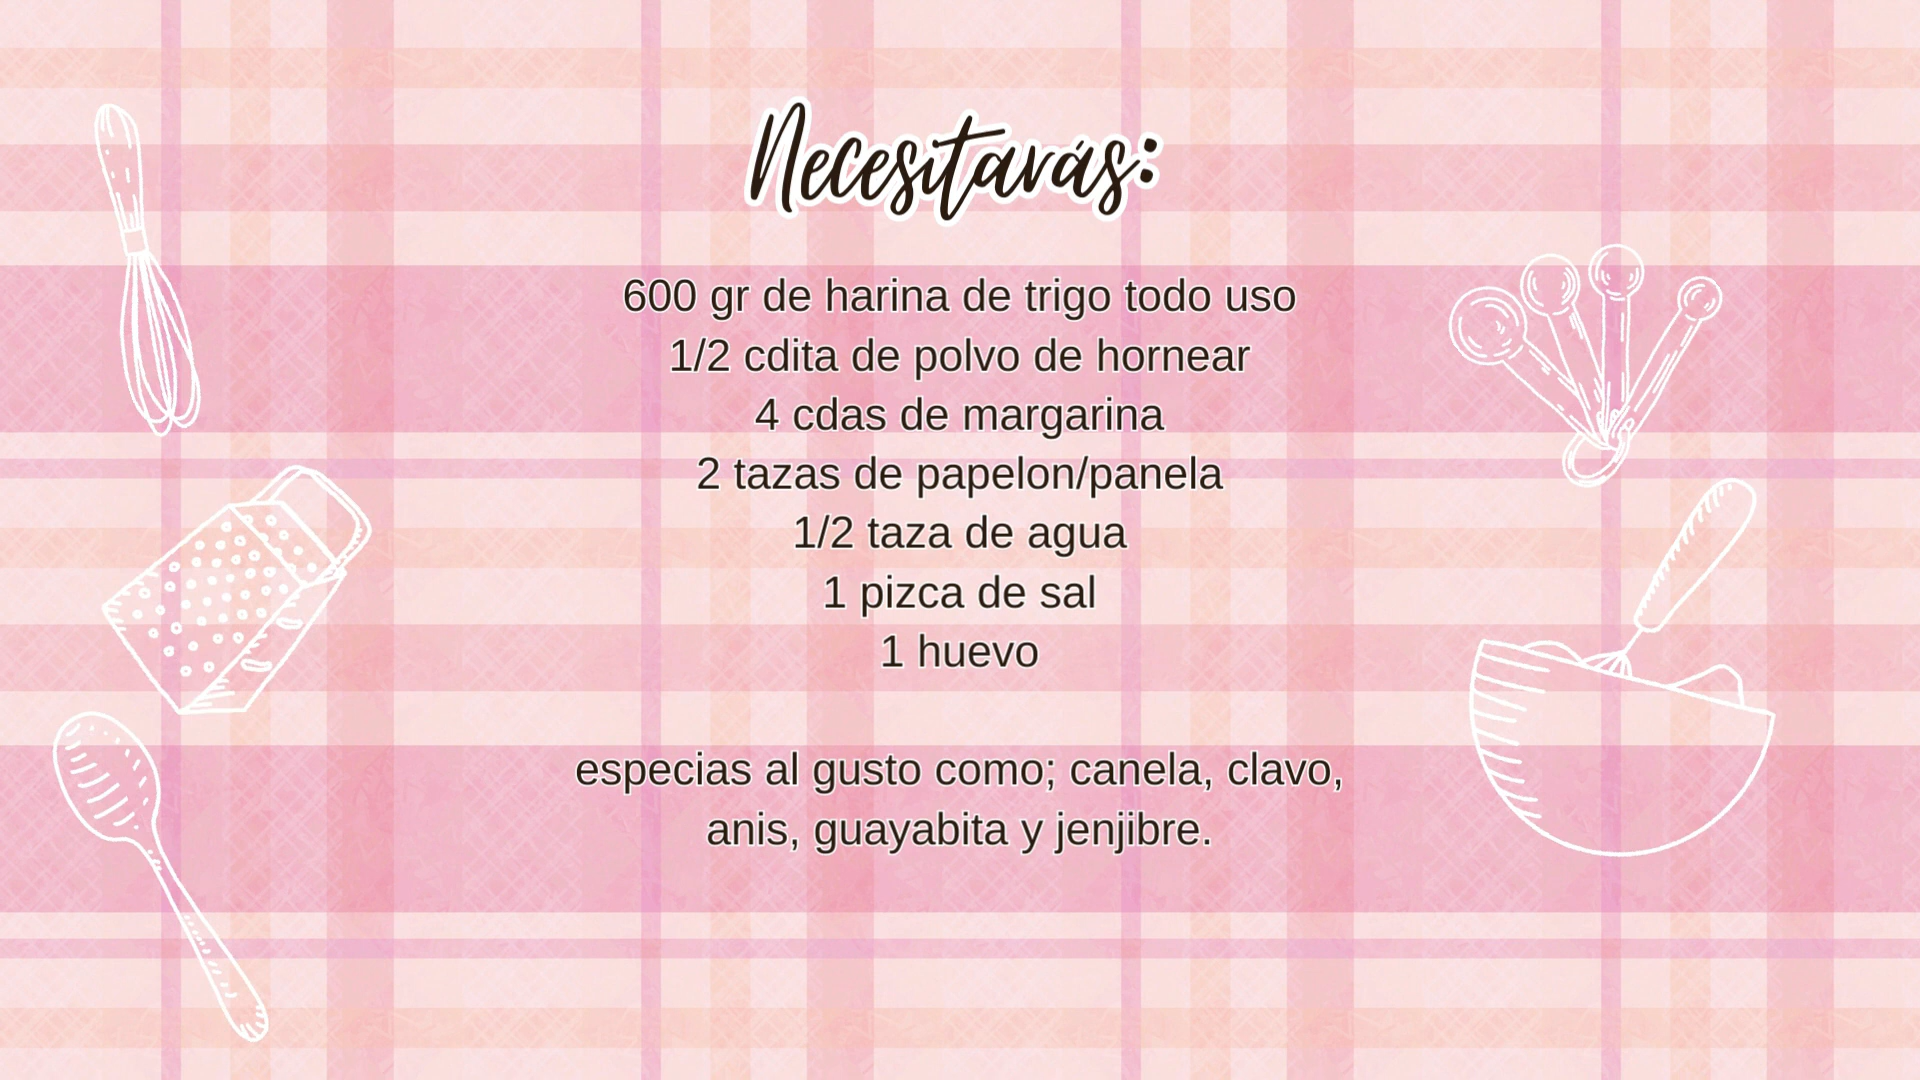 Necesitarás:
600 gr de harina de trigo todo uso
1/2 cdita de polvo de hornear
4 cdas de margarina
2 tazas de papelon/panela
1/2 taza de agua
1 pizca de sal
1 huevo
especias al gusto como; canela, clavo,
anis, guayabita y jenjibre.